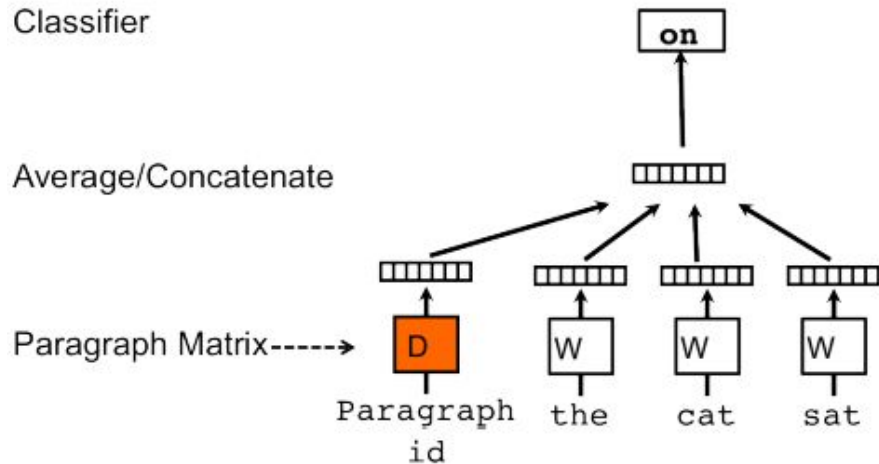 Classifier
on
Average/Concatenate
Paragraph Matrix
D
W
W
W
Paragraph
id
the
cat
sat